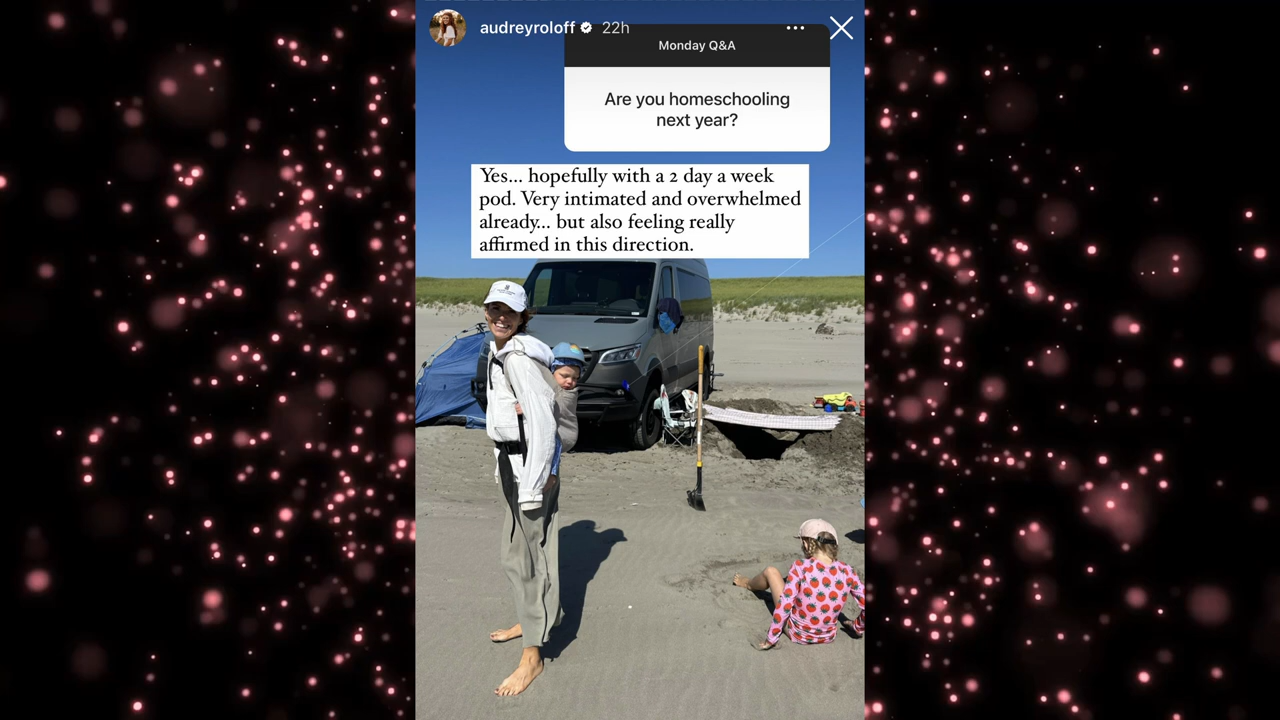 audreyroloff 22h
Monday Q&A
Are you homeschooling
next year?
Yes... hopefully with a 2 day a week
pod. Very intimated and overwhelmed
already... but also feeling really
affirmed in this direction.